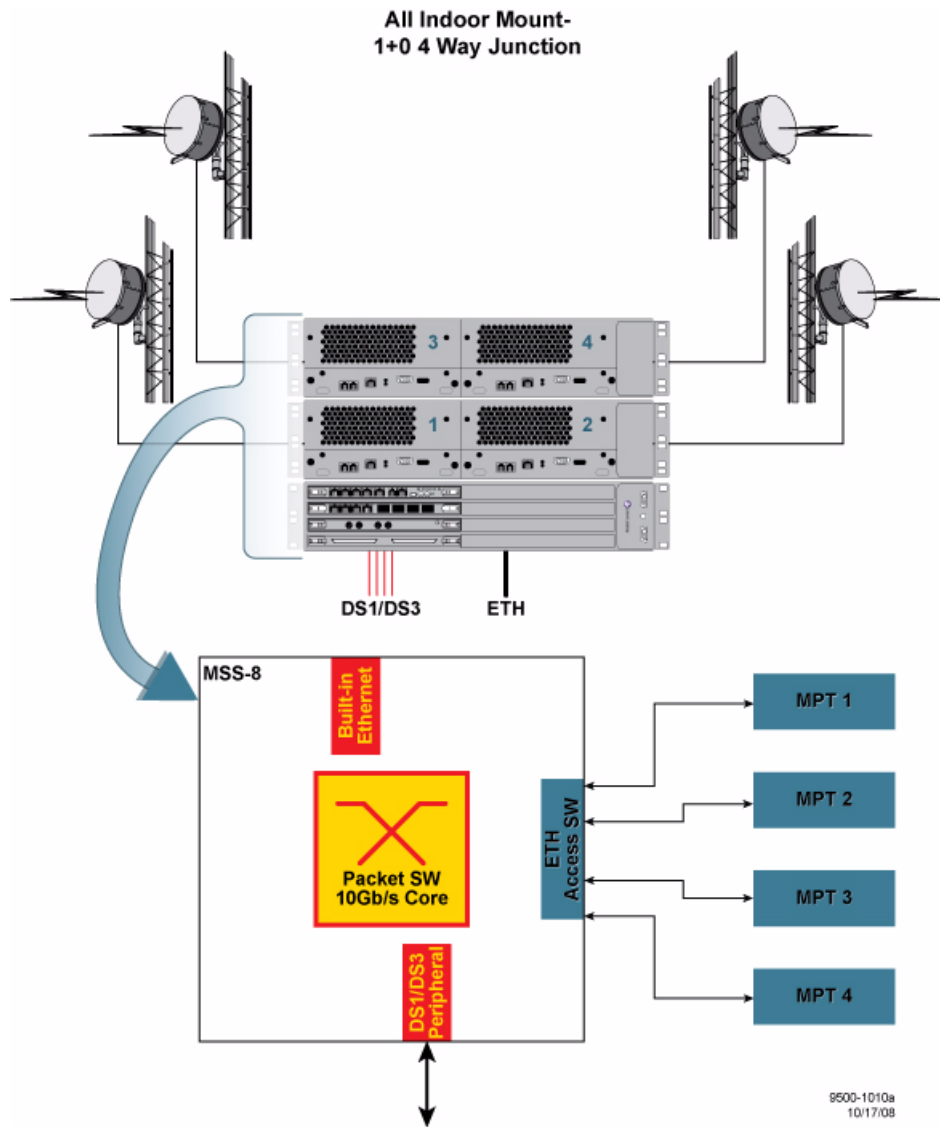 All Indoor Mount-
1+0 4 Way Junction
3
4
1
2
DS1/DS3
ETH
MSS-8
Built-in
Ethernet
Packet SW
10Gb/s Core
DS1/DS3
Peripheral
ETH
Access SW
MPT 1
MPT 2
MPT 3
MPT 4
9500-1010a
10/17/08